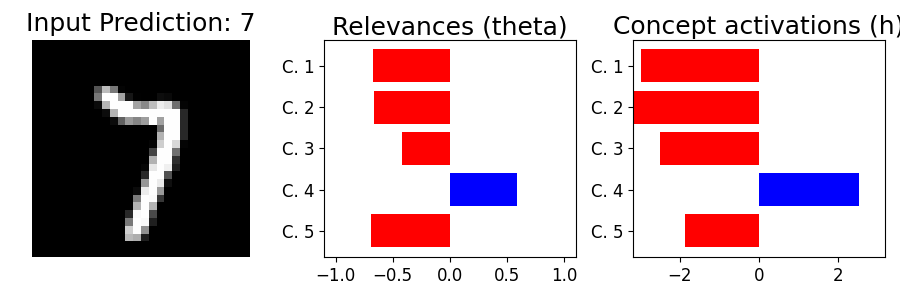 Input Prediction: 7
Relevances (theta)
Concept activations (h)
7
C. 1
C. 2
C. 3
C. 4
C. 5
−1.0 −0.5 0.0 0.5 1.0
C. 1
C. 2
C. 3
C. 4
C. 5
−2 0 2